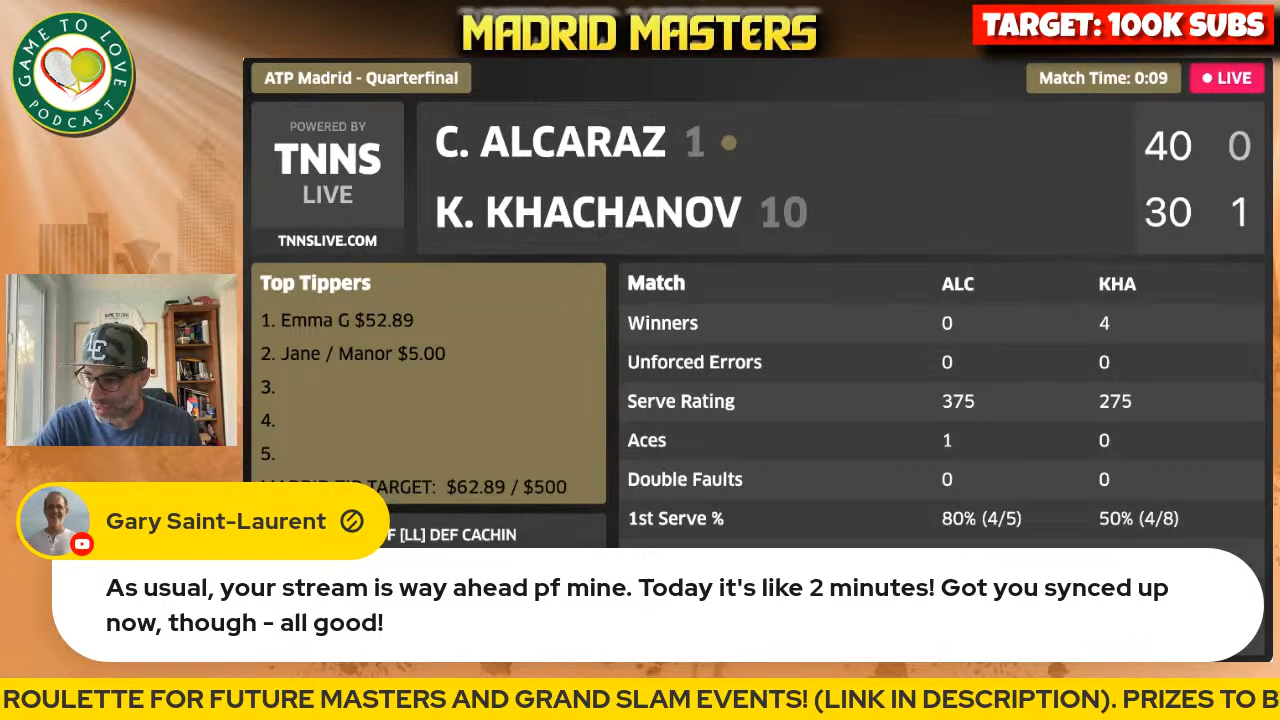 GAME TO LOVE PODCAST
MADRID MASTERS
TARGET: 100K SUBS
ATP Madrid - Quarterfinal
Match Time: 0:09
LIVE
POWERED BY
TNNS
LIVE
TNNSLIVE.COM
C. ALCARAZ 1 40 0
K. KHACHANOV 10 30 1
Top Tippers
1. Emma G $52.89
2. Jane / Manor $5.00
3.
4.
5.
TARGET: $62.89 / $500
[LL] DEF CACHIN
Match ALC KHA
Winners 0 4
Unforced Errors 0 0
Serve Rating 375 275
Aces 1 0
Double Faults 0 0
1st Serve % 80% (4/5) 50% (4/8)
Gary Saint-Laurent
As usual, your stream is way ahead pf mine. Today it's like 2 minutes! Got you synced up
now, though - all good!
ROULETTE FOR FUTURE MASTERS AND GRAND SLAM EVENTS! (LINK IN DESCRIPTION). PRIZES TO B